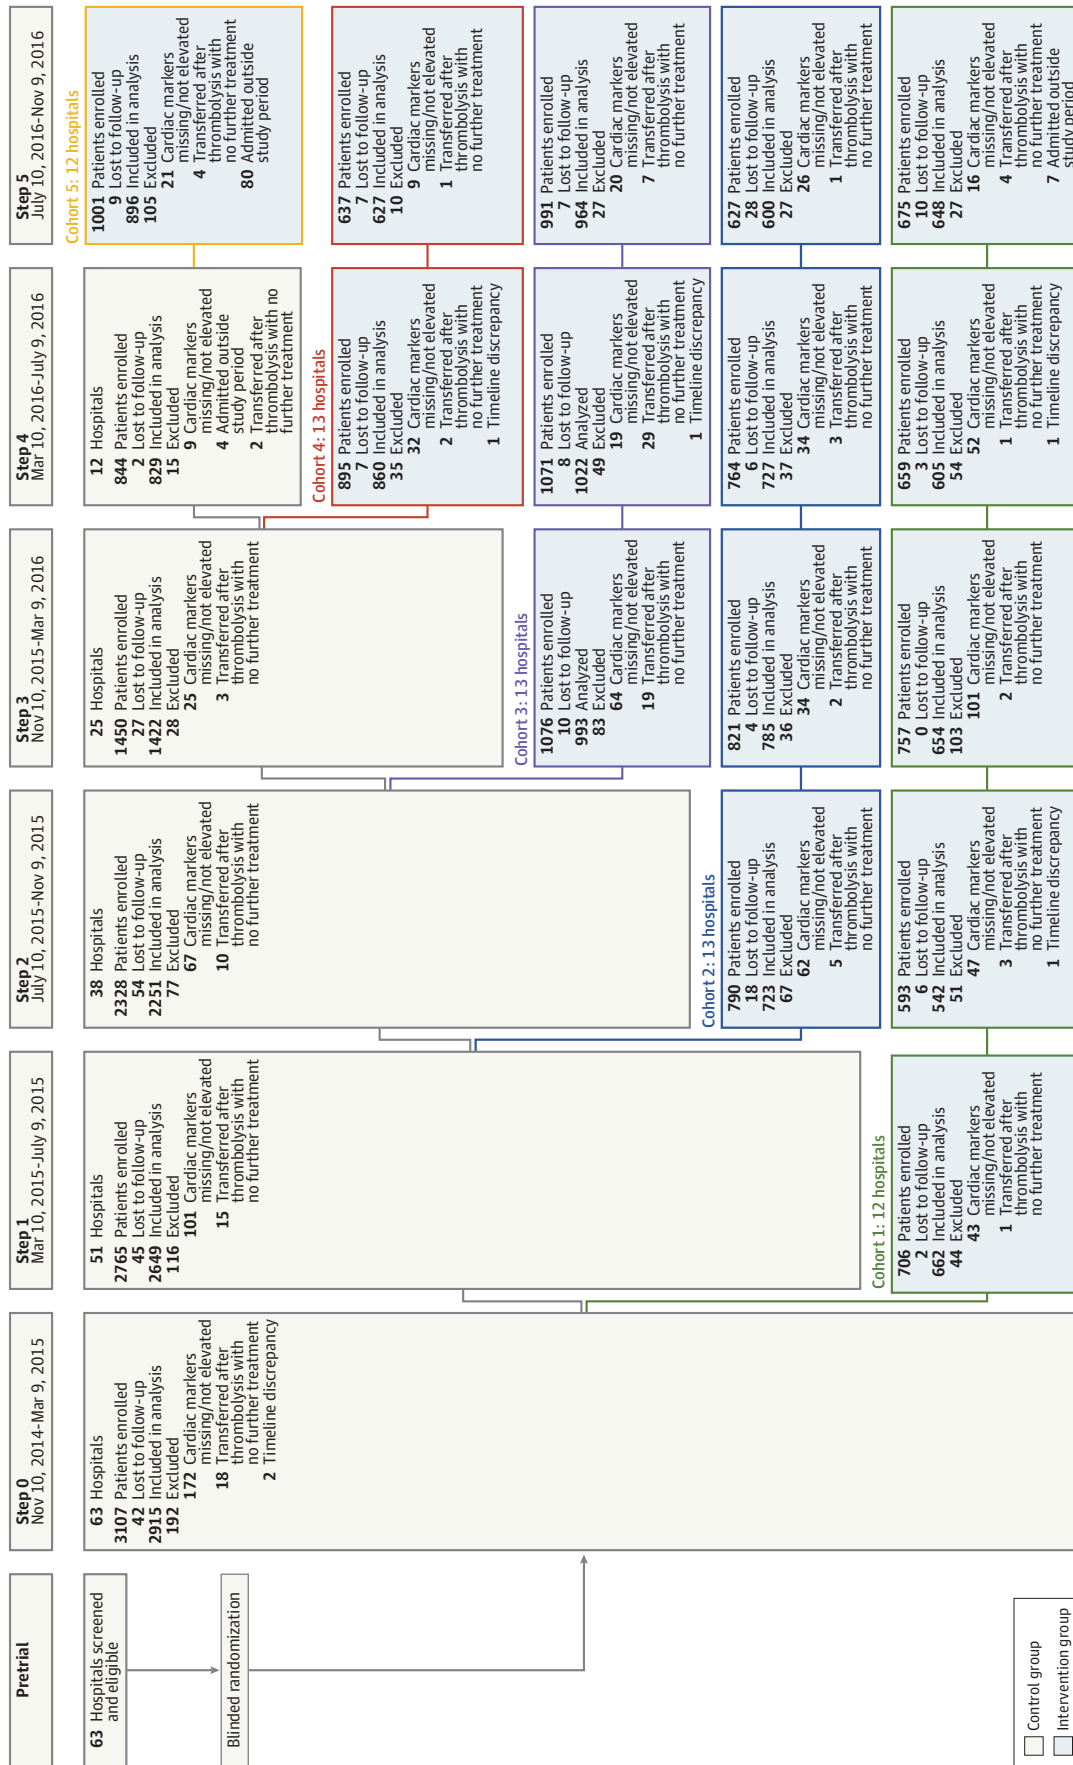 Pretrial
63 Hospitals screened
and eligible
Blinded randomization
Control group
Intervention group
Step 0
Nov 10, 2014-Mar 9, 2015
63 Hospitals
3107 Patients enrolled
42 Lost to follow-up
2915 Included in analysis
192 Excluded
172 Cardiac markers
missing/not elevated
18 Transferred after
thrombolysis with
no further treatment
2 Timeline discrepancy
Step 1
Mar 10, 2015-July 9, 2015
51 Hospitals
2765 Patients enrolled
45 Lost to follow-up
2649 Included in analysis
116 Excluded
101 Cardiac markers
missing/not elevated
15 Transferred after
thrombolysis with
no further treatment
Cohort 1: 12 hospitals
706 Patients enrolled
2 Lost to follow-up
662 Included in analysis
44 Excluded
43 Cardiac markers
missing/not elevated
1 Transferred after
thrombolysis with
no further treatment
Step 2
July 10, 2015-Nov 9, 2015
38 Hospitals
2328 Patients enrolled
54 Lost to follow-up
2251 Included in analysis
77 Excluded
67 Cardiac markers
missing/not elevated
10 Transferred after
thrombolysis with
no further treatment
Cohort 2: 13 hospitals
790 Patients enrolled
18 Lost to follow-up
723 Included in analysis
67 Excluded
62 Cardiac markers
missing/not elevated
5 Transferred after
thrombolysis with
no further treatment
593 Patients enrolled
6 Lost to follow-up
542 Included in analysis
51 Excluded
47 Cardiac markers
missing/not elevated
3 Transferred after
thrombolysis with
no further treatment
1 Timeline discrepancy
Step 3
Nov 10, 2015-Mar 9, 2016
25 Hospitals
1450 Patients enrolled
27 Lost to follow-up
1422 Included in analysis
28 Excluded
25 Cardiac markers
missing/not elevated
3 Transferred after
thrombolysis with
no further treatment
Cohort 3: 13 hospitals
1076 Patients enrolled
10 Lost to follow-up
993 Analyzed
83 Excluded
64 Cardiac markers
missing/not elevated
19 Transferred after
thrombolysis with
no further treatment
821 Patients enrolled
4 Lost to follow-up
785 Included in analysis
36 Excluded
34 Cardiac markers
missing/not elevated
2 Transferred after
thrombolysis with
no further treatment
757 Patients enrolled
0 Lost to follow-up
654 Included in analysis
103 Excluded
101 Cardiac markers
missing/not elevated
2 Transferred after
thrombolysis with
no further treatment
Step 4
Mar 10, 2016-July 9, 2016
12 Hospitals
844 Patients enrolled
2 Lost to follow-up
829 Included in analysis
15 Excluded
9 Cardiac markers
missing/not elevated
4 Admitted outside
study period
2 Transferred after
thrombolysis with no
further treatment
Cohort 4: 13 hospitals
895 Patients enrolled
7 Lost to follow-up
860 Included in analysis
35 Excluded
32 Cardiac markers
missing/not elevated
2 Transferred after
thrombolysis with
no further treatment
1 Timeline discrepancy
1071 Patients enrolled
8 Lost to follow-up
1022 Analyzed
49 Excluded
19 Cardiac markers
missing/not elevated
29 Transferred after
thrombolysis with
no further treatment
1 Timeline discrepancy
764 Patients enrolled
6 Lost to follow-up
727 Included in analysis
37 Excluded
34 Cardiac markers
missing/not elevated
3 Transferred after
thrombolysis with
no further treatment
659 Patients enrolled
3 Lost to follow-up
605 Included in analysis
54 Excluded
52 Cardiac markers
missing/not elevated
1 Transferred after
thrombolysis with
no further treatment
1 Timeline discrepancy
Step 5
July 10, 2016-Nov 9, 2016
Cohort 5: 12 hospitals
1001 Patients enrolled
9 Lost to follow-up
896 Included in analysis
105 Excluded
21 Cardiac markers
missing/not elevated
4 Transferred after
thrombolysis with
no further treatment
80 Admitted outside
study period
637 Patients enrolled
7 Lost to follow-up
627 Included in analysis
10 Excluded
9 Cardiac markers
missing/not elevated
1 Transferred after
thrombolysis with
no further treatment
991 Patients enrolled
7 Lost to follow-up
964 Included in analysis
27 Excluded
20 Cardiac markers
missing/not elevated
7 Transferred after
thrombolysis with
no further treatment
627 Patients enrolled
28 Lost to follow-up
600 Included in analysis
27 Excluded
26 Cardiac markers
missing/not elevated
1 Transferred after
thrombolysis with
no further treatment
675 Patients enrolled
10 Lost to follow-up
648 Included in analysis
27 Excluded
16 Cardiac markers
missing/not elevated
4 Transferred after
thrombolysis with
no further treatment
7 Admitted outside
study period